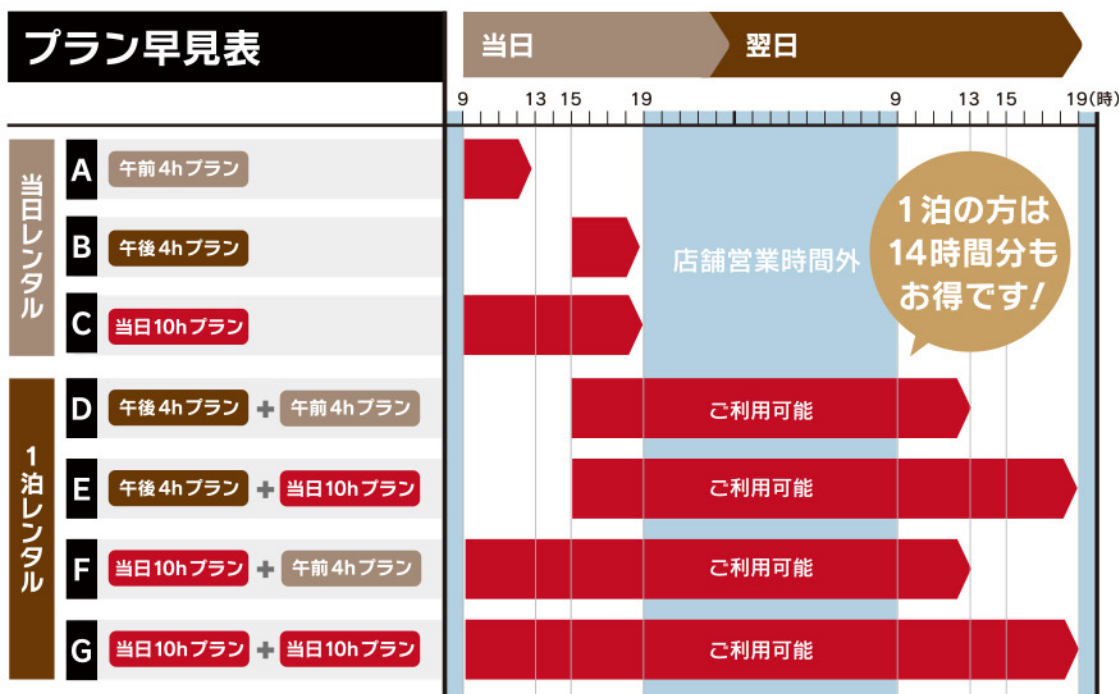 プラン早見表
当日
翌日
9 13 15 19 9 13 15 19(時)
当日レンタル
A 午前4hプラン
B 午後4hプラン
C 当日10hプラン
店舗営業時間外
1泊の方は
14時間分も
お得です!
1泊レンタル
D 午後4hプラン + 午前4hプラン ご利用可能
E 午後4hプラン + 当日10hプラン ご利用可能
F 当日10hプラン + 午前4hプラン ご利用可能
G 当日10hプラン + 当日10hプラン ご利用可能